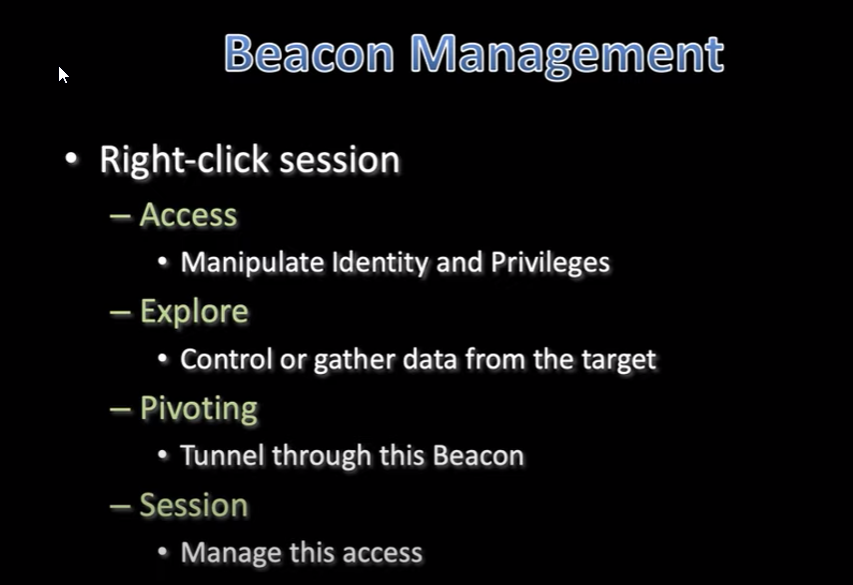 Beacon Management
• Right-click session
– Access
• Manipulate Identity and Privileges
– Explore
• Control or gather data from the target
– Pivoting
• Tunnel through this Beacon
– Session
• Manage this access